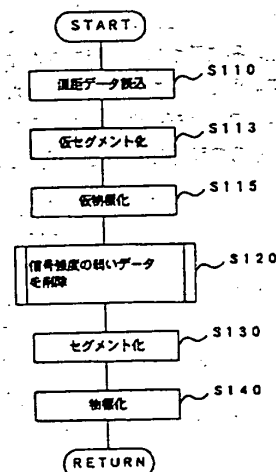 START
測距データ読込
S110
仮セグメント化
S113
仮物標化
S115
信号強度の弱いデータ
を削除
S120
セグメント化
S130
物標化
S140
RETURN